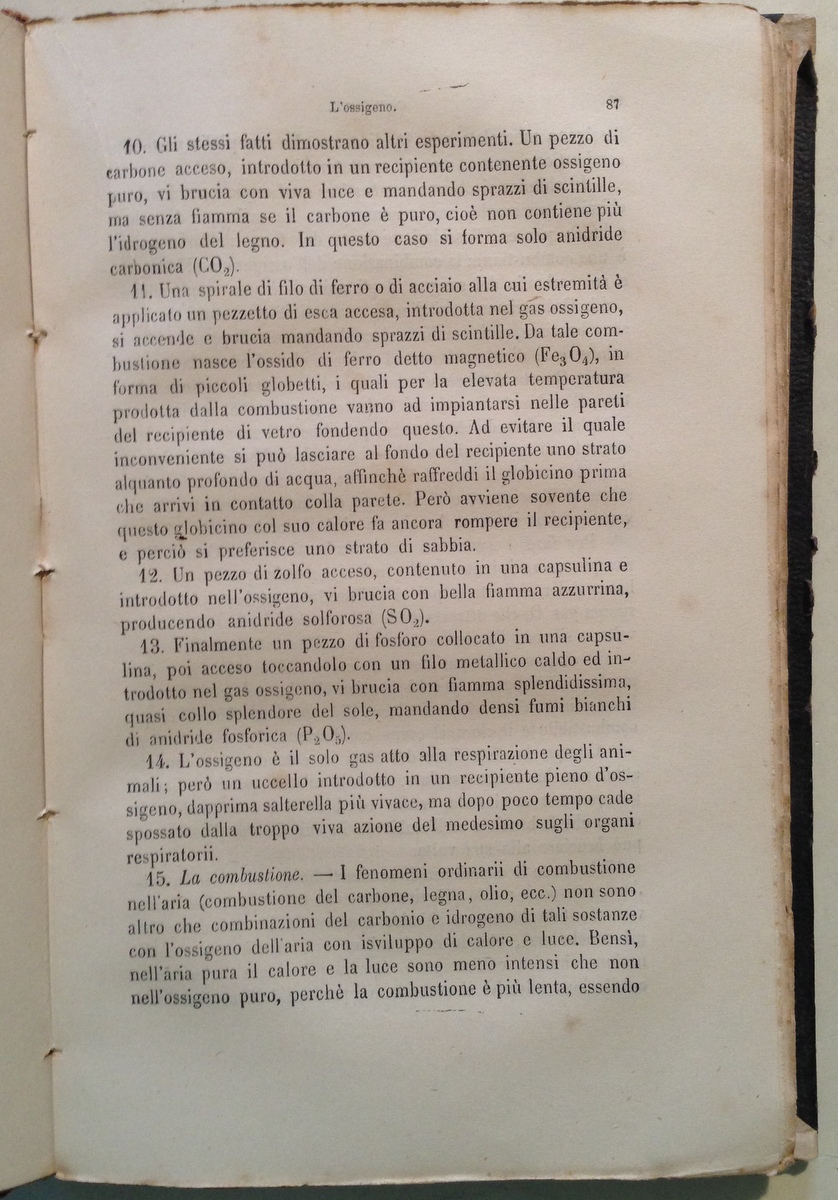 L'ossigeno. 87
10. Gli stessi fatti dimostrano altri esperimenti. Un pezzo di
carbone acceso, introdotto in un recipiente contenente ossigeno
puro, vi brucia con viva luce e mandando sprazzi di scintille,
ma senza fiamma se il carbone è puro, cioè non contiene più
l'idrogeno del legno. In questo caso si forma solo anidride
carbonica (CO₂).
11. Una spirale di filo di ferro o di acciaio alla cui estremità è
applicato un pezzetto di esca accesa, introdotta nel gas ossigeno,
si accende e brucia mandando sprazzi di scintille. Da tale com-
bustione nasce l'ossido di ferro detto magnetico (Fe₃O₄), in
forma di piccoli globetti, i quali per la elevata temperatura
prodotta dalla combustione vanno ad impiantarsi nelle pareti
del recipiente di vetro fondendo questo. Ad evitare il quale
inconveniente si può lasciare al fondo del recipiente uno strato
alquanto profondo di acqua, affinchè raffreddi il globicino prima
che arrivi in contatto colla parete. Però avviene sovente che
questo globicino col suo calore fa ancora rompere il recipiente,
e perciò si preferisce uno strato di sabbia.
12. Un pezzo di zolfo acceso, contenuto in una capsulina e
introdotto nell'ossigeno, vi brucia con bella fiamma azzurrina,
producendo anidride solforosa (SO₂).
13. Finalmente un pezzo di fosforo collocato in una capsu-
lina, poi acceso toccandolo con un filo metallico caldo ed in-
trodotto nel gas ossigeno, vi brucia con fiamma splendidissima,
quasi collo splendore del sole, mandando densi fumi bianchi
di anidride fosforica (P₂O₅).
14. L'ossigeno è il solo gas atto alla respirazione degli ani-
mali; però un uccello introdotto in un recipiente pieno d'os-
sigeno, dapprima salterella più vivace, ma dopo poco tempo cade
spossato dalla troppo viva azione del medesimo sugli organi
respiratorii.
15. La combustione. — I fenomeni ordinarii di combustione
nell'aria (combustione del carbone, legna, olio, ecc.) non sono
altro che combinazioni del carbonio e idrogeno di tali sostanze
con l'ossigeno dell'aria con isviluppo di calore e luce. Bensì,
nell'aria pura il calore e la luce sono meno intensi che non
nell'ossigeno puro, perchè la combustione è più lenta, essendo